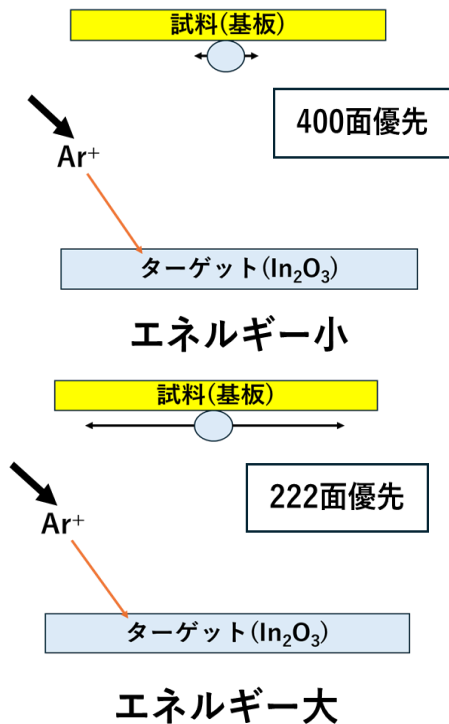 試料(基板)
400面優先
Ar⁺
ターゲット(In₂O₃)
エネルギー小
試料(基板)
222面優先
Ar⁺
ターゲット(In₂O₃)
エネルギー大